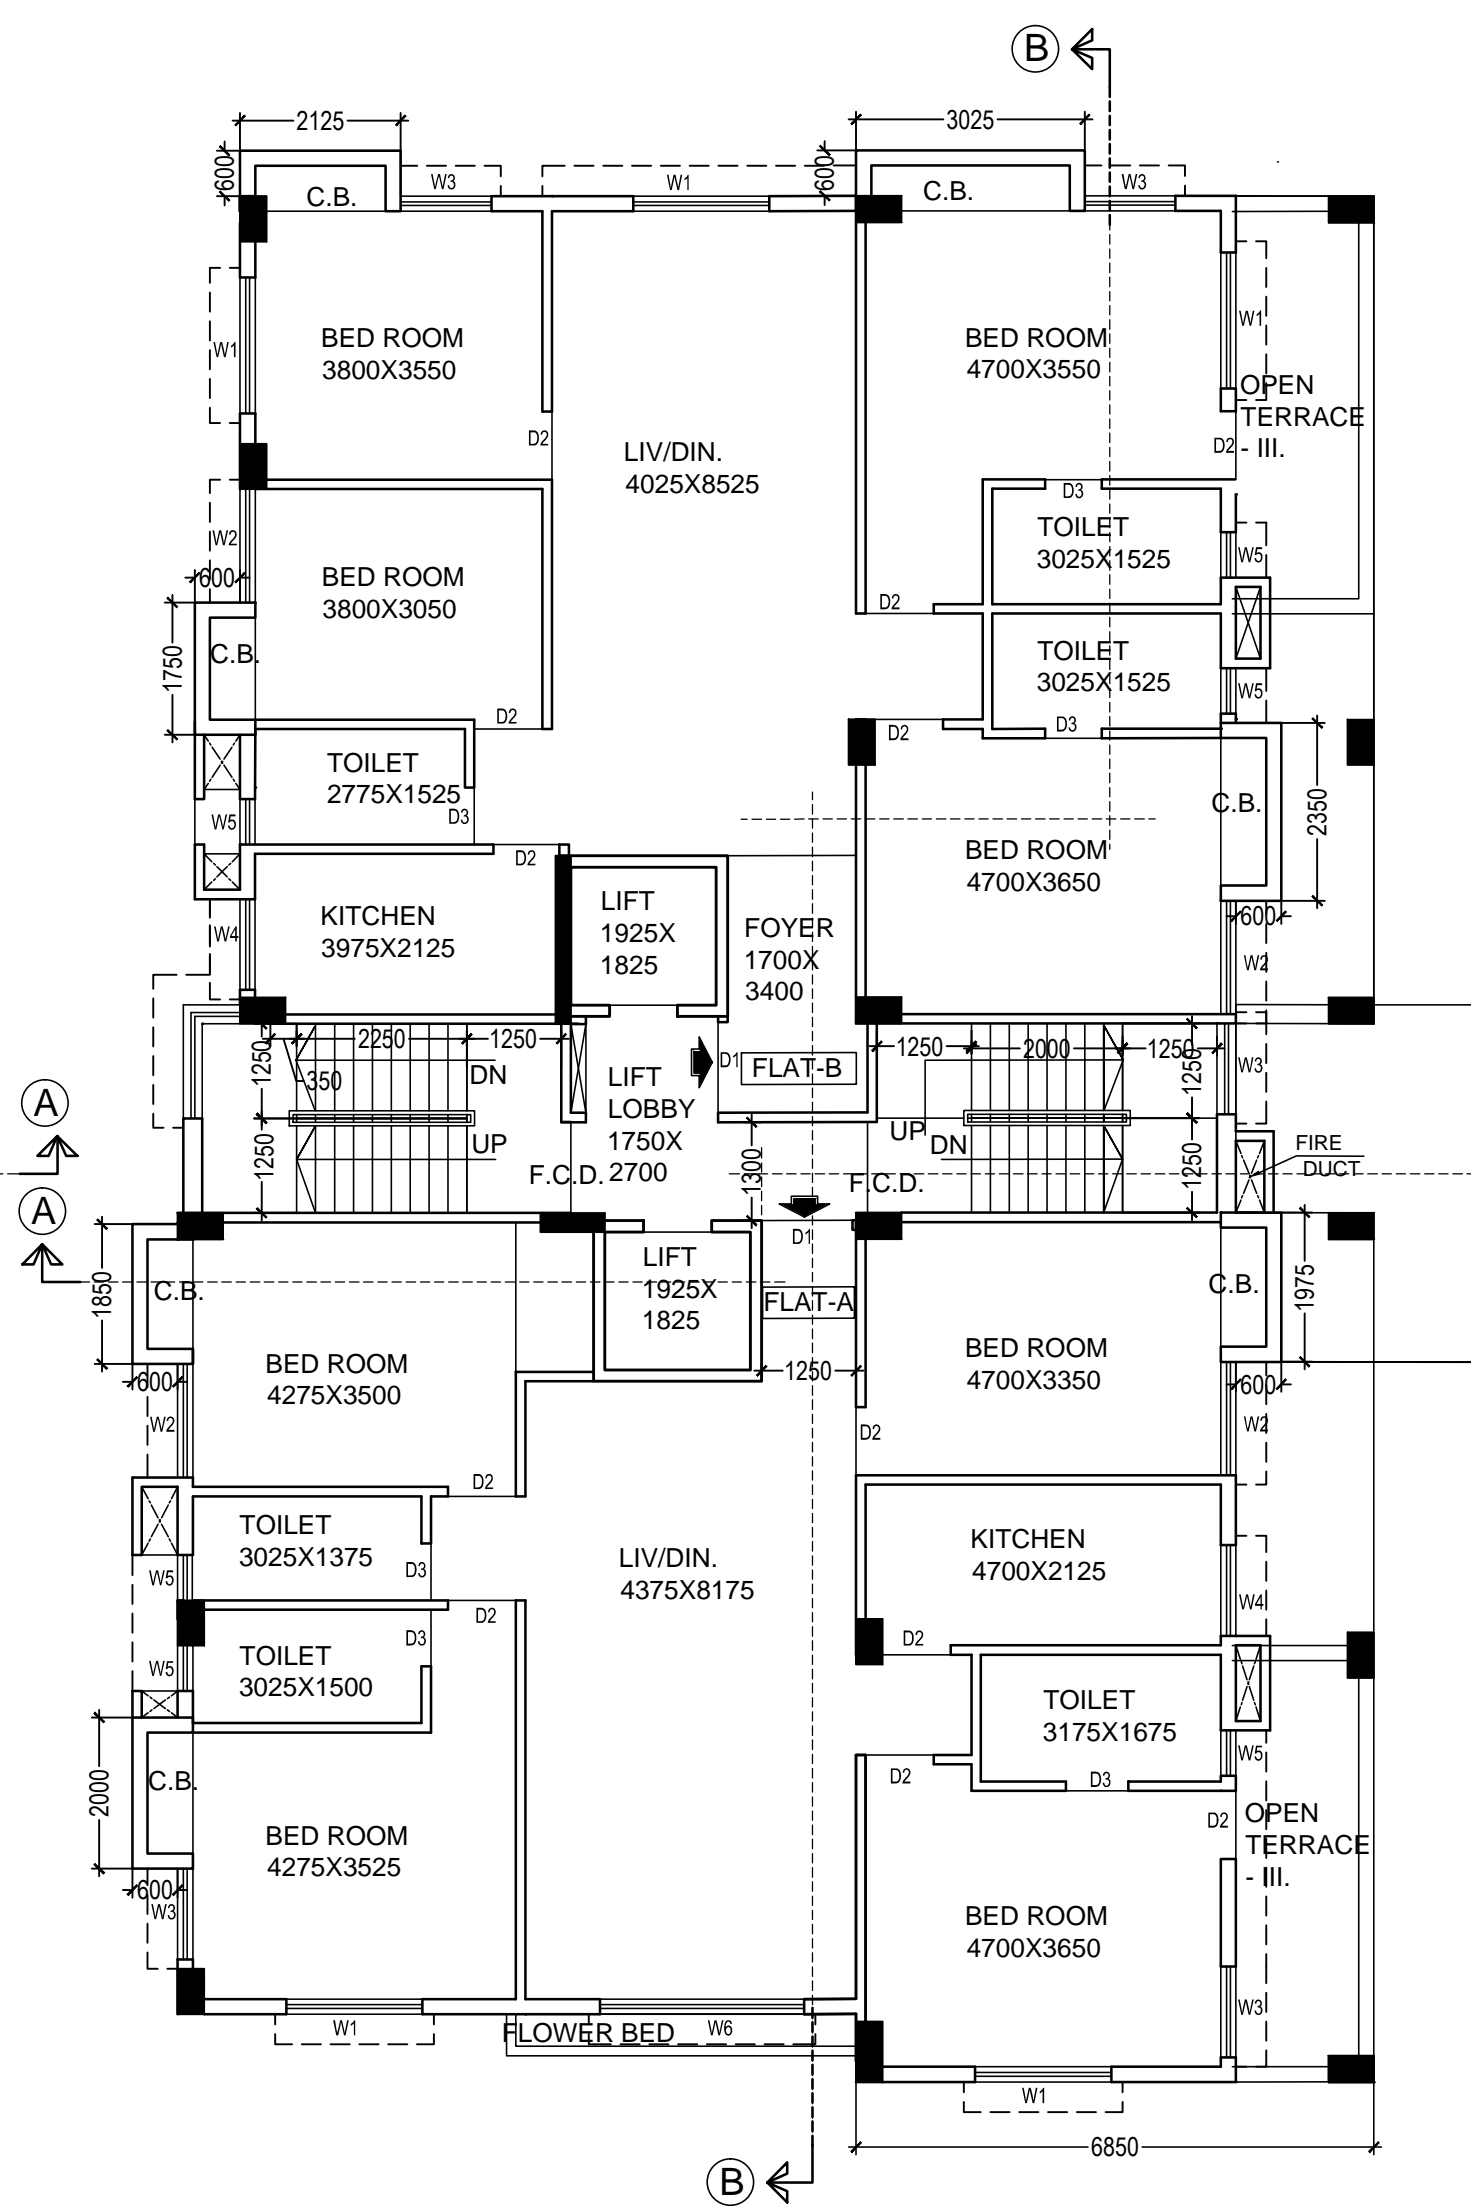 B
2125
3025
600
C.B.
W3
W1
600
C.B.
W3
BED ROOM
3800X3550
W1
D2
LIV/DIN.
4025X8525
BED ROOM
4700X3550
W1
OPEN
TERRACE
- III.
D2
W2
600
BED ROOM
3800X3050
D3
TOILET
3025X1525
W5
D2
1750
C.B.
TOILET
3025X1525
W5
D2
D2
D3
TOILET
2775X1525
W5
D3
C.B.
2350
BED ROOM
4700X3650
D2
KITCHEN
3975X2125
W4
LIFT
1925X
1825
FOYER
1700X
3400
600
W2
1250
2250
1250
350
DN
LIFT
LOBBY
1750X
2700
D1
FLAT-B
1250
2000
1250
1250
W3
A
1250
UP
F.C.D.
1300
UP
DN
F.C.D.
1250
FIRE
DUCT
A
D1
1850
C.B.
LIFT
1925X
1825
FLAT-A
C.B.
1975
BED ROOM
4275X3500
1250
BED ROOM
4700X3350
600
W2
600
W2
D2
D2
TOILET
3025X1375
W5
D3
LIV/DIN.
4375X8175
KITCHEN
4700X2125
W4
D2
D3
D2
TOILET
3025X1500
W5
TOILET
3175X1675
W5
D2
D3
2000
C.B.
BED ROOM
4275X3525
600
W3
D2
OPEN
TERRACE
- III.
BED ROOM
4700X3650
W3
W1
FLOWER BED
W6
W1
6850
B